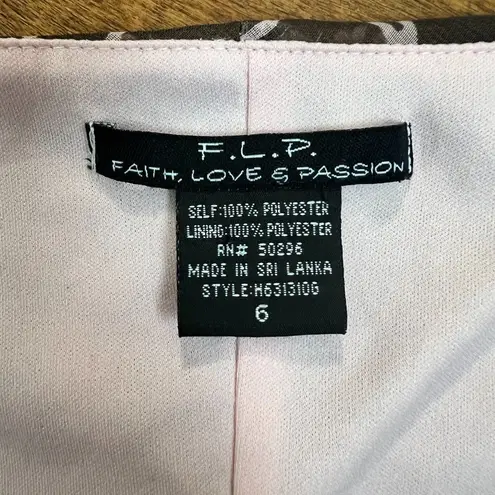 F.L.P.
FAITH, LOVE & PASSION
SELF:100% POLYESTER
LINING:100% POLYESTER
RN# 50296
MADE IN SRI LANKA
STYLE:H631310G
6